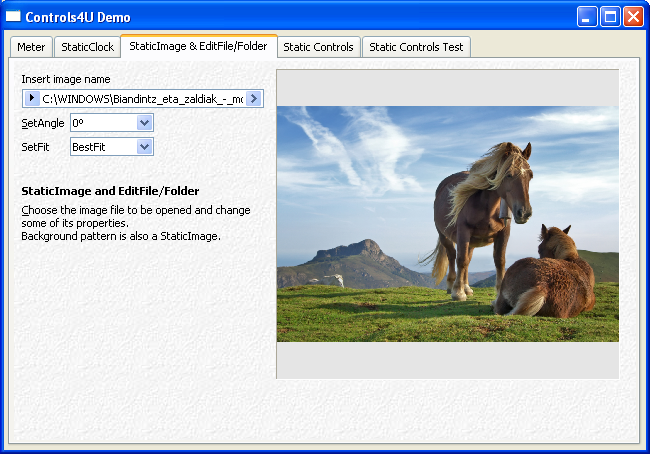 Controls4U Demo
Meter
StaticClock
StaticImage & EditFile/Folder
Static Controls
Static Controls Test
Insert image name
C:\WINDOWS\Biandintz_eta_zaldiak_-_mo
SetAngle
0º
SetFit
BestFit
StaticImage and EditFile/Folder
Choose the image file to be opened and change
some of its properties.
Background pattern is also a StaticImage.